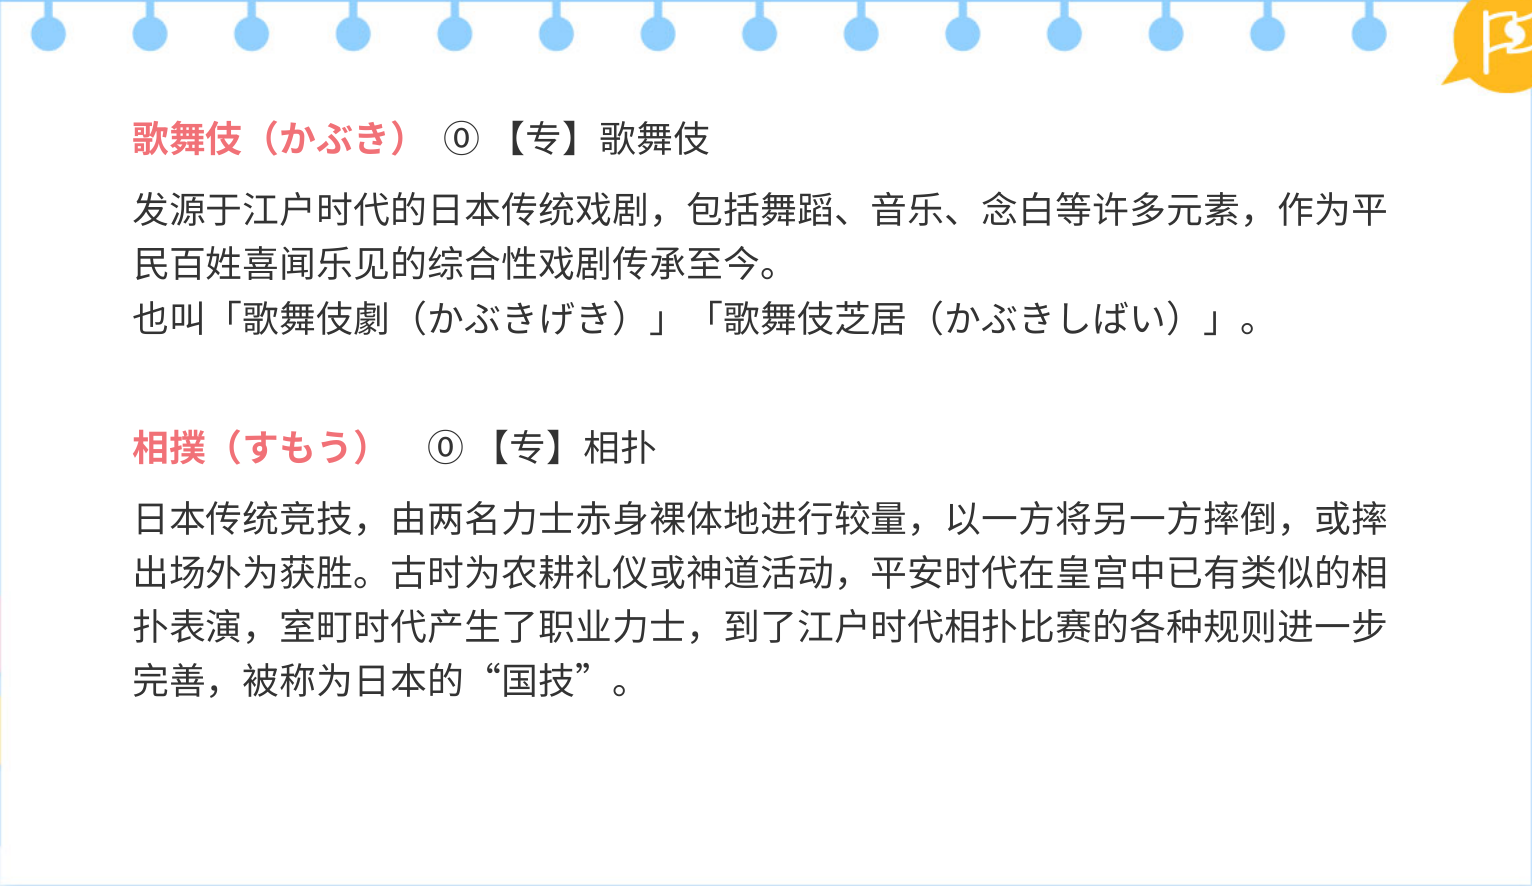 歌舞伎（かぶき） ⓪ 【专】歌舞伎
发源于江户时代的日本传统戏剧，包括舞蹈、音乐、念白等许多元素，作为平
民百姓喜闻乐见的综合性戏剧传承至今。
也叫「歌舞伎劇（かぶきげき）」「歌舞伎芝居（かぶきしばい）」。
相撲（すもう） ⓪ 【专】相扑
日本传统竞技，由两名力士赤身裸体地进行较量，以一方将另一方摔倒，或摔
出场外为获胜。古时为农耕礼仪或神道活动，平安时代在皇宫中已有类似的相
扑表演，室町时代产生了职业力士，到了江户时代相扑比赛的各种规则进一步
完善，被称为日本的“国技”。